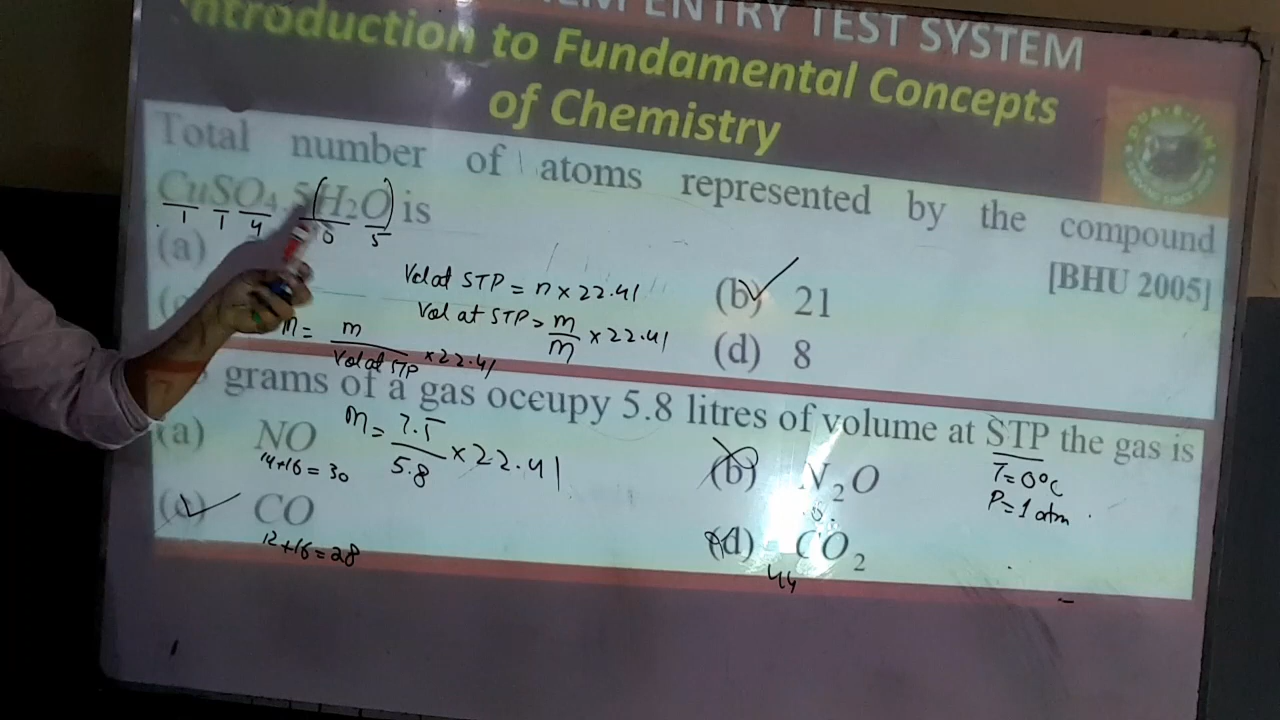 ENTRY TEST SYSTEM
Introduction to Fundamental Concepts
of Chemistry
Total number of atoms represented by the compound
CuSO4.5(H2O) is
1 1 4 10 5
[BHU 2005]
(a)
(b) 21
Vol at STP = n × 22.41
Vol at STP = m/M × 22.41
M = m/Vol at STP × 22.41
(d) 8
grams of a gas occupy 5.8 litres of volume at STP the gas is
(a) NO
14+16 = 30
M = 7.5/5.8 × 22.41
(b) N2O
T=0°C
P=1 atm
(c) CO
12+16=28
(d) CO2
44